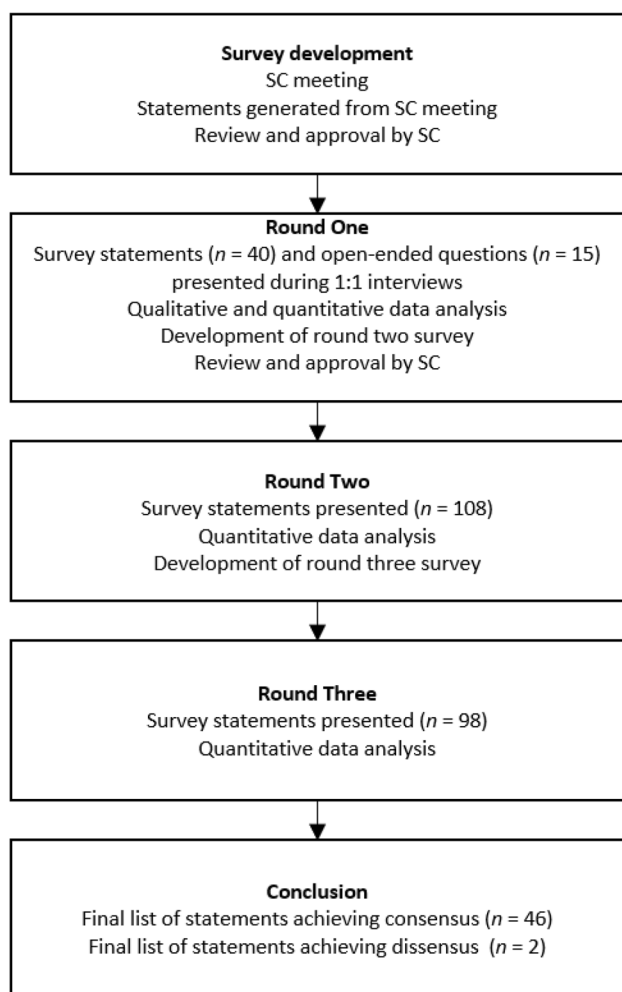 Survey development
SC meeting
Statements generated from SC meeting
Review and approval by SC
Round One
Survey statements (n = 40) and open-ended questions (n = 15)
presented during 1:1 interviews
Qualitative and quantitative data analysis
Development of round two survey
Review and approval by SC
Round Two
Survey statements presented (n = 108)
Quantitative data analysis
Development of round three survey
Round Three
Survey statements presented (n = 98)
Quantitative data analysis
Conclusion
Final list of statements achieving consensus (n = 46)
Final list of statements achieving dissensus (n = 2)